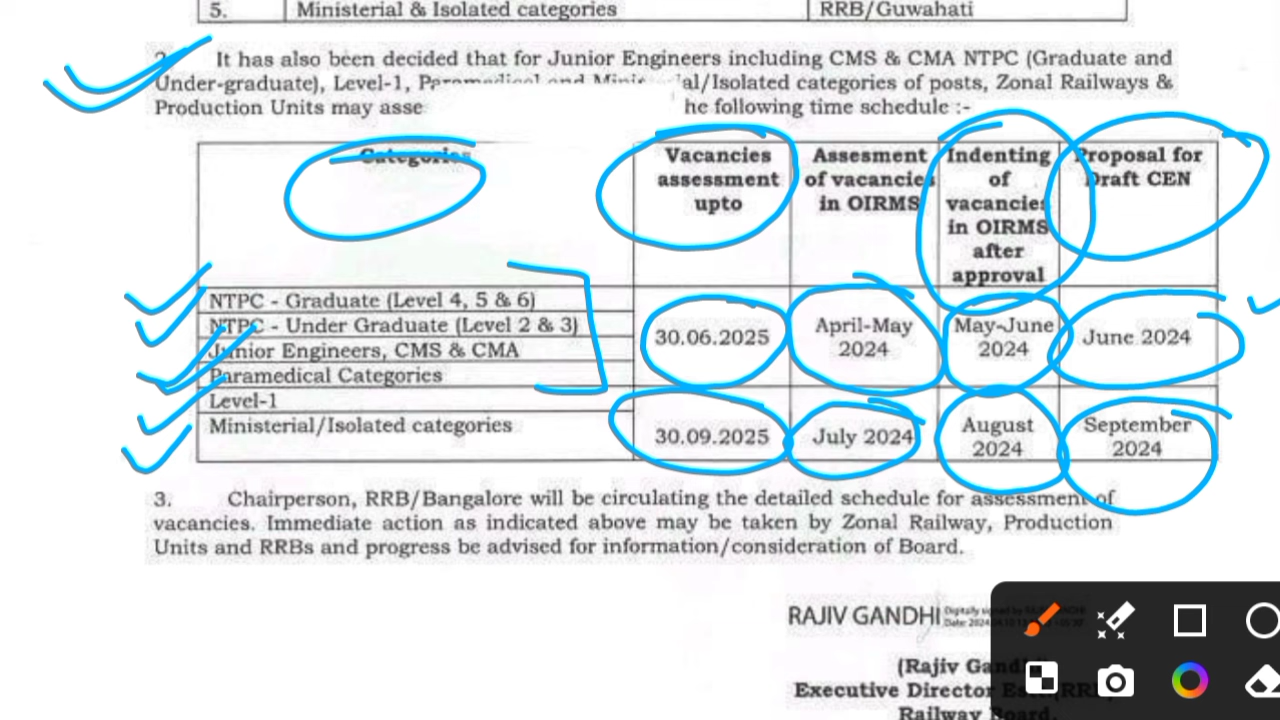 5. Ministerial & Isolated categories RRB/Guwahati
It has also been decided that for Junior Engineers including CMS & CMA NTPC (Graduate and
Under-graduate), Level-1, Paramedical and al/Isolated categories of posts, Zonal Railways &
Production Units may asse he following time schedule :-
Categories
Vacancies assessment upto
Assesment of vacancies in OIRMS
Indenting of vacancies in OIRMS after approval
Proposal for Draft CEN
NTPC - Graduate (Level 4, 5 & 6)
NTPC - Under Graduate (Level 2 & 3)
Junior Engineers, CMS & CMA
Paramedical Categories
30.06.2025
April-May 2024
May-June 2024
June 2024
Level-1
Ministerial/Isolated categories
30.09.2025
July 2024
August 2024
September 2024
3. Chairperson, RRB/Bangalore will be circulating the detailed schedule for assessment of
vacancies. Immediate action as indicated above may be taken by Zonal Railway, Production
Units and RRBs and progress be advised for information/consideration of Board.
RAJIV GANDHI
(Rajiv Gandhi)
Executive Director
Railway Board.